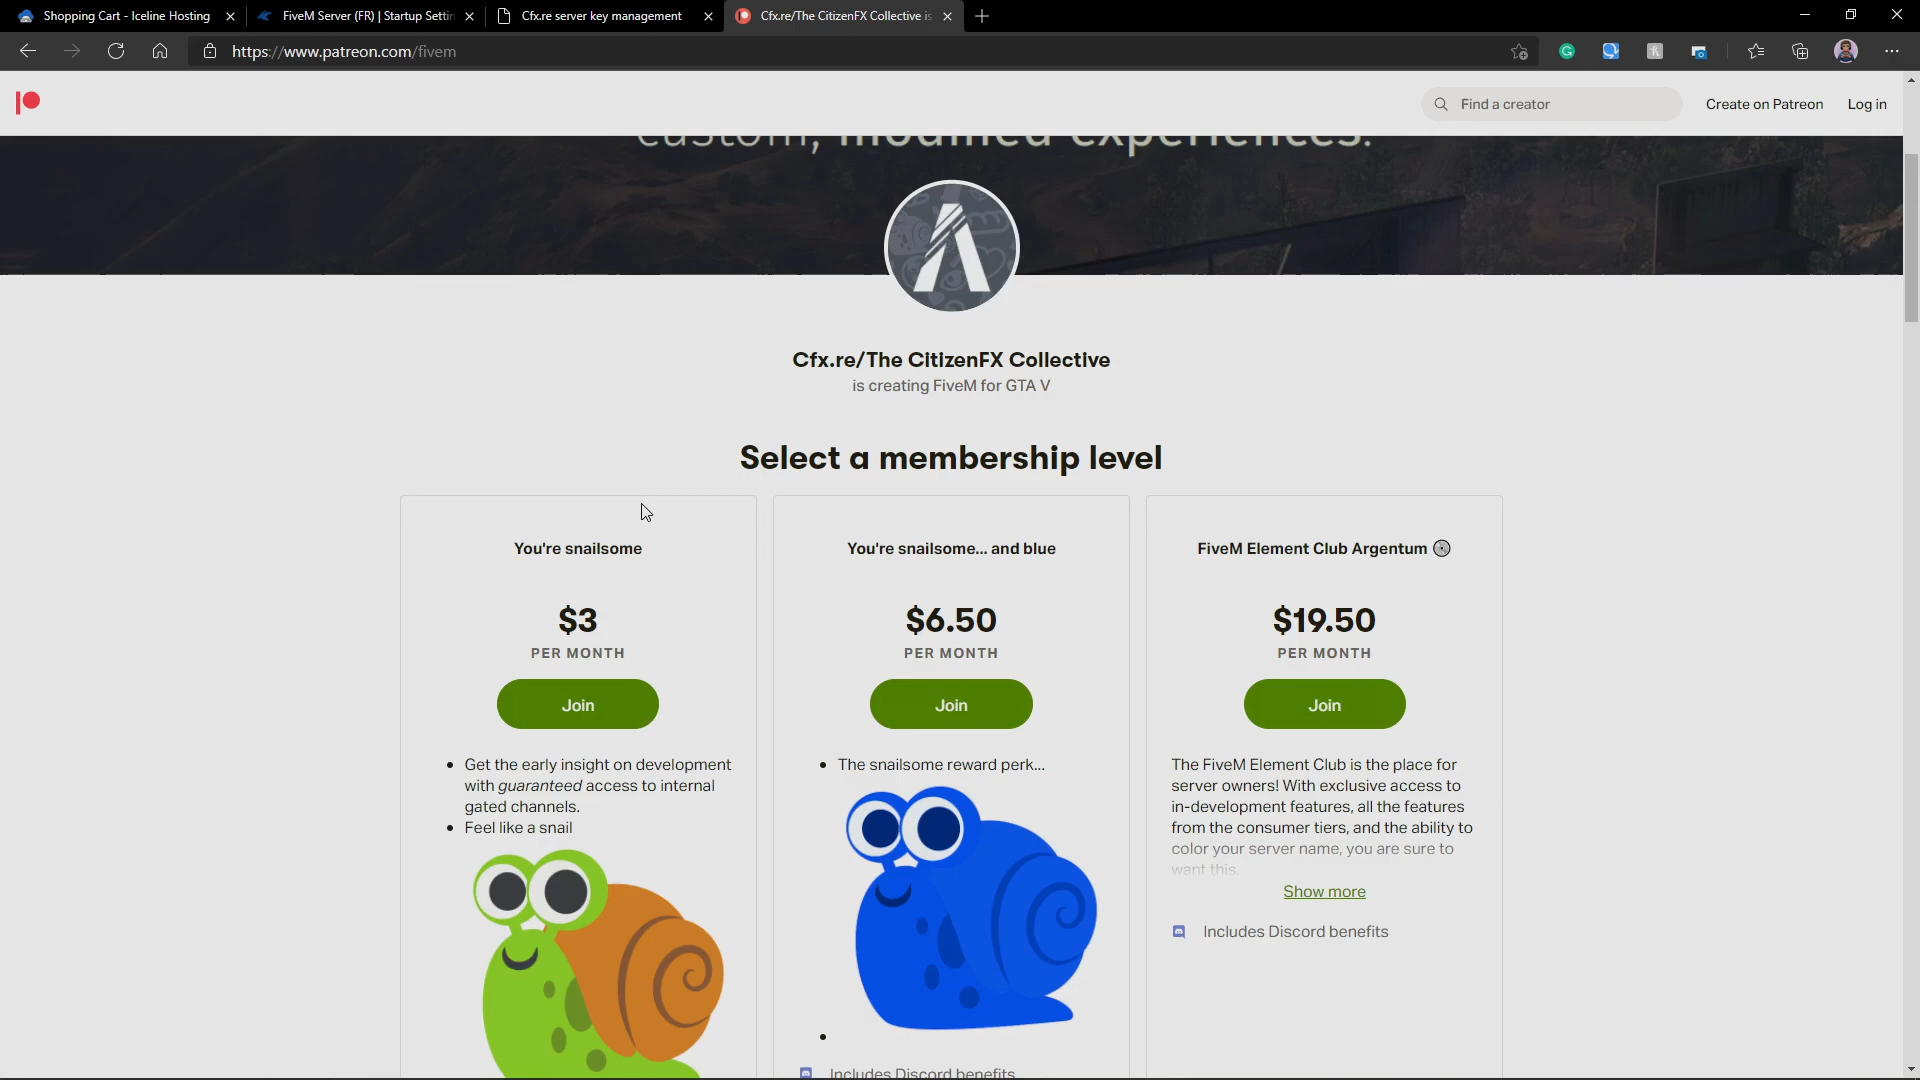 Shopping Cart - Iceline Hosting
FiveM Server (FR) | Startup Settin
Cfx.re server key management
Cfx.re/The CitizenFX Collective is
https://www.patreon.com/fivem
Find a creator
Create on Patreon
Log in
custom, modified experiences.
Cfx.re/The CitizenFX Collective
is creating FiveM for GTA V
Select a membership level
You're snailsome
$3
PER MONTH
Join
• Get the early insight on development
with guaranteed access to internal
gated channels.
• Feel like a snail
You're snailsome... and blue
$6.50
PER MONTH
Join
• The snailsome reward perk...
Includes Discord benefits
FiveM Element Club Argentum
$19.50
PER MONTH
Join
The FiveM Element Club is the place for
server owners! With exclusive access to
in-development features, all the features
from the consumer tiers, and the ability to
color your server name, you are sure to
want this.
Show more
Includes Discord benefits